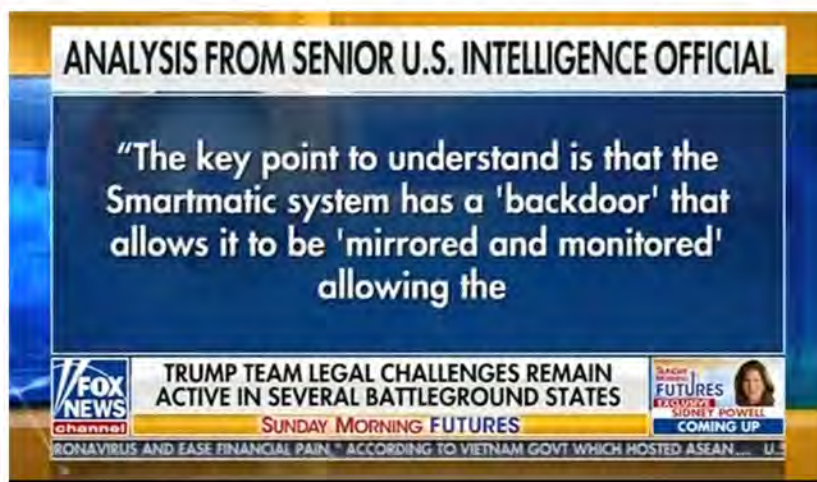 ANALYSIS FROM SENIOR U.S. INTELLIGENCE OFFICIAL
“The key point to understand is that the
Smartmatic system has a 'backdoor' that
allows it to be 'mirrored and monitored'
allowing the
FOX
NEWS
channel
TRUMP TEAM LEGAL CHALLENGES REMAIN
ACTIVE IN SEVERAL BATTLEGROUND STATES
SUNDAY MORNING FUTURES
SUNDAY
MORNING
FUTURES
EXCLUSIVE
SIDNEY POWELL
COMING UP
RONAVIRUS AND EASE FINANCIAL PAIN," ACCORDING TO VIETNAM GOVT WHICH HOSTED ASEAN... U.S